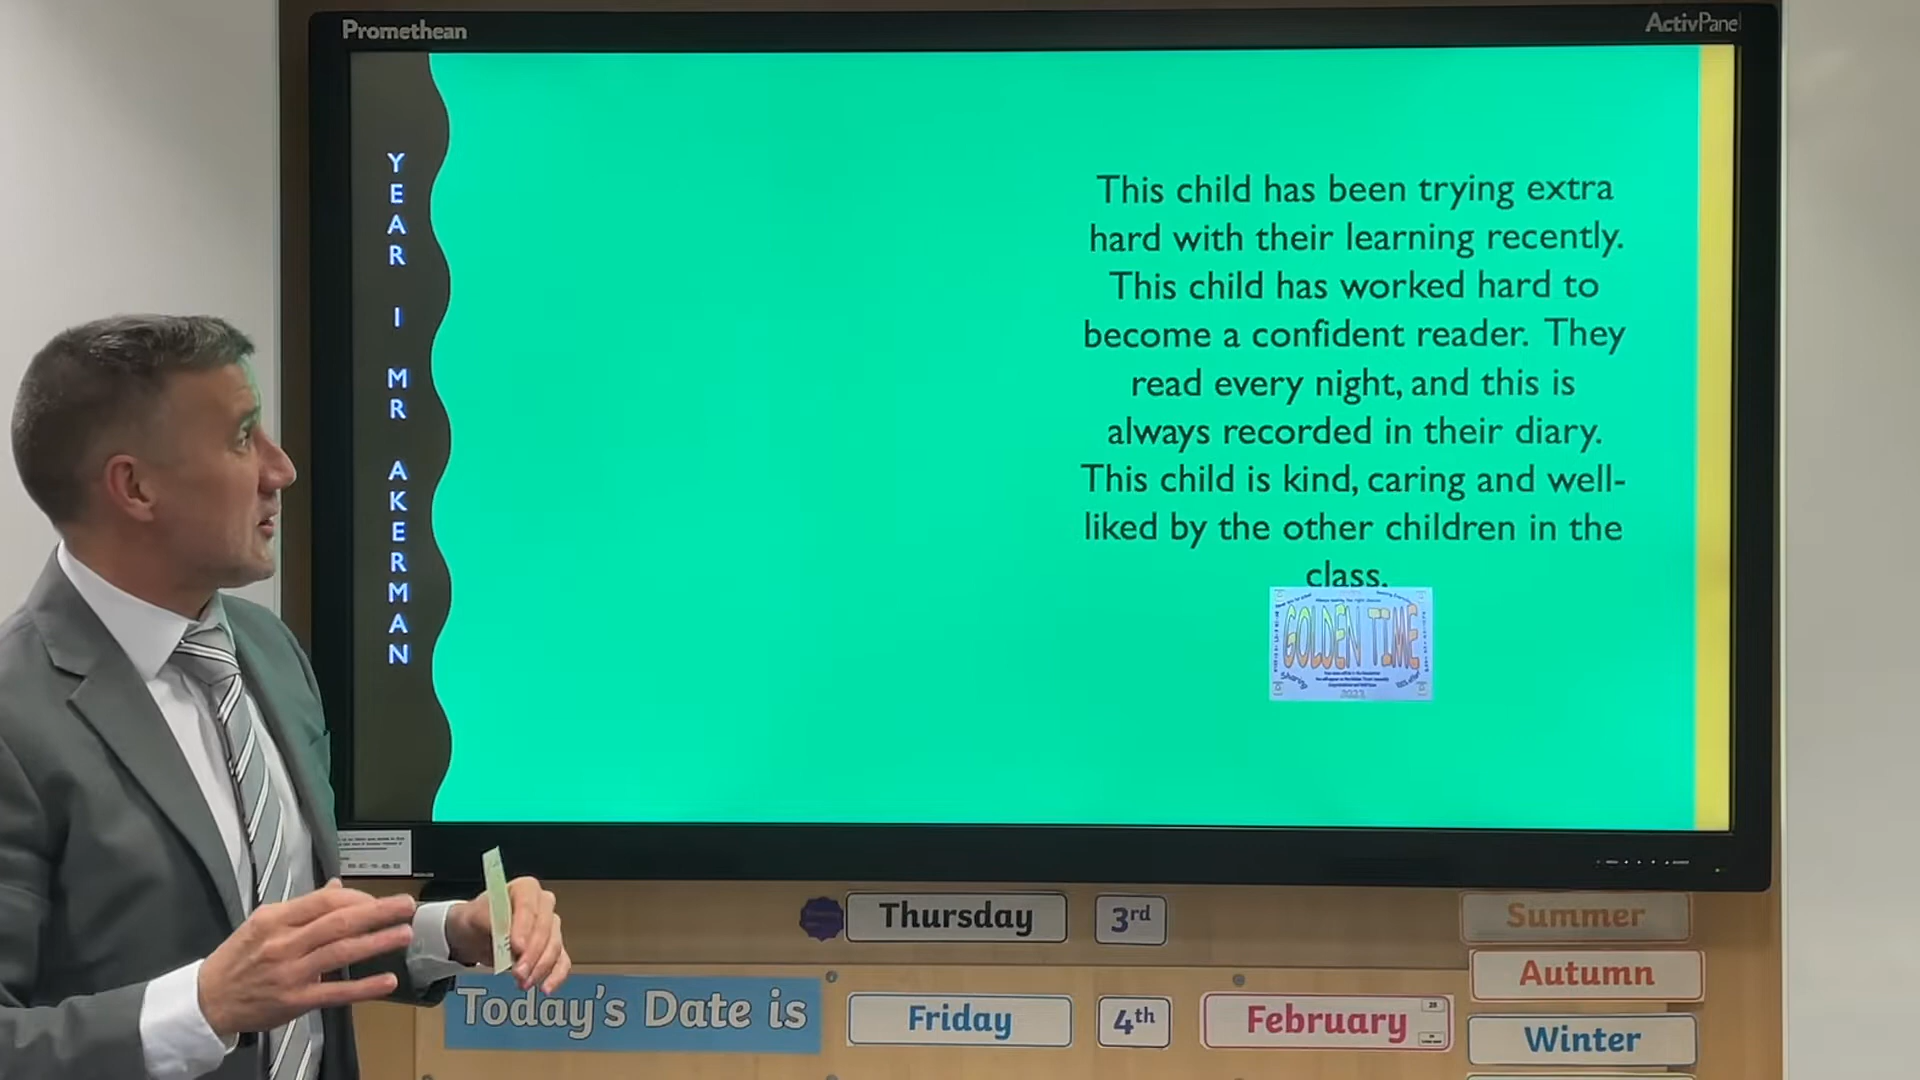 Promethean
ActivPanel
YEAR 1 MR AKERMAN
This child has been trying extra
hard with their learning recently.
This child has worked hard to
become a confident reader. They
read every night, and this is
always recorded in their diary.
This child is kind, caring and well-
liked by the other children in the
class.
GOLDEN TIME
Sharing
2022
Thursday
3rd
Summer
Autumn
Today's Date is
Friday
4th
February
Winter